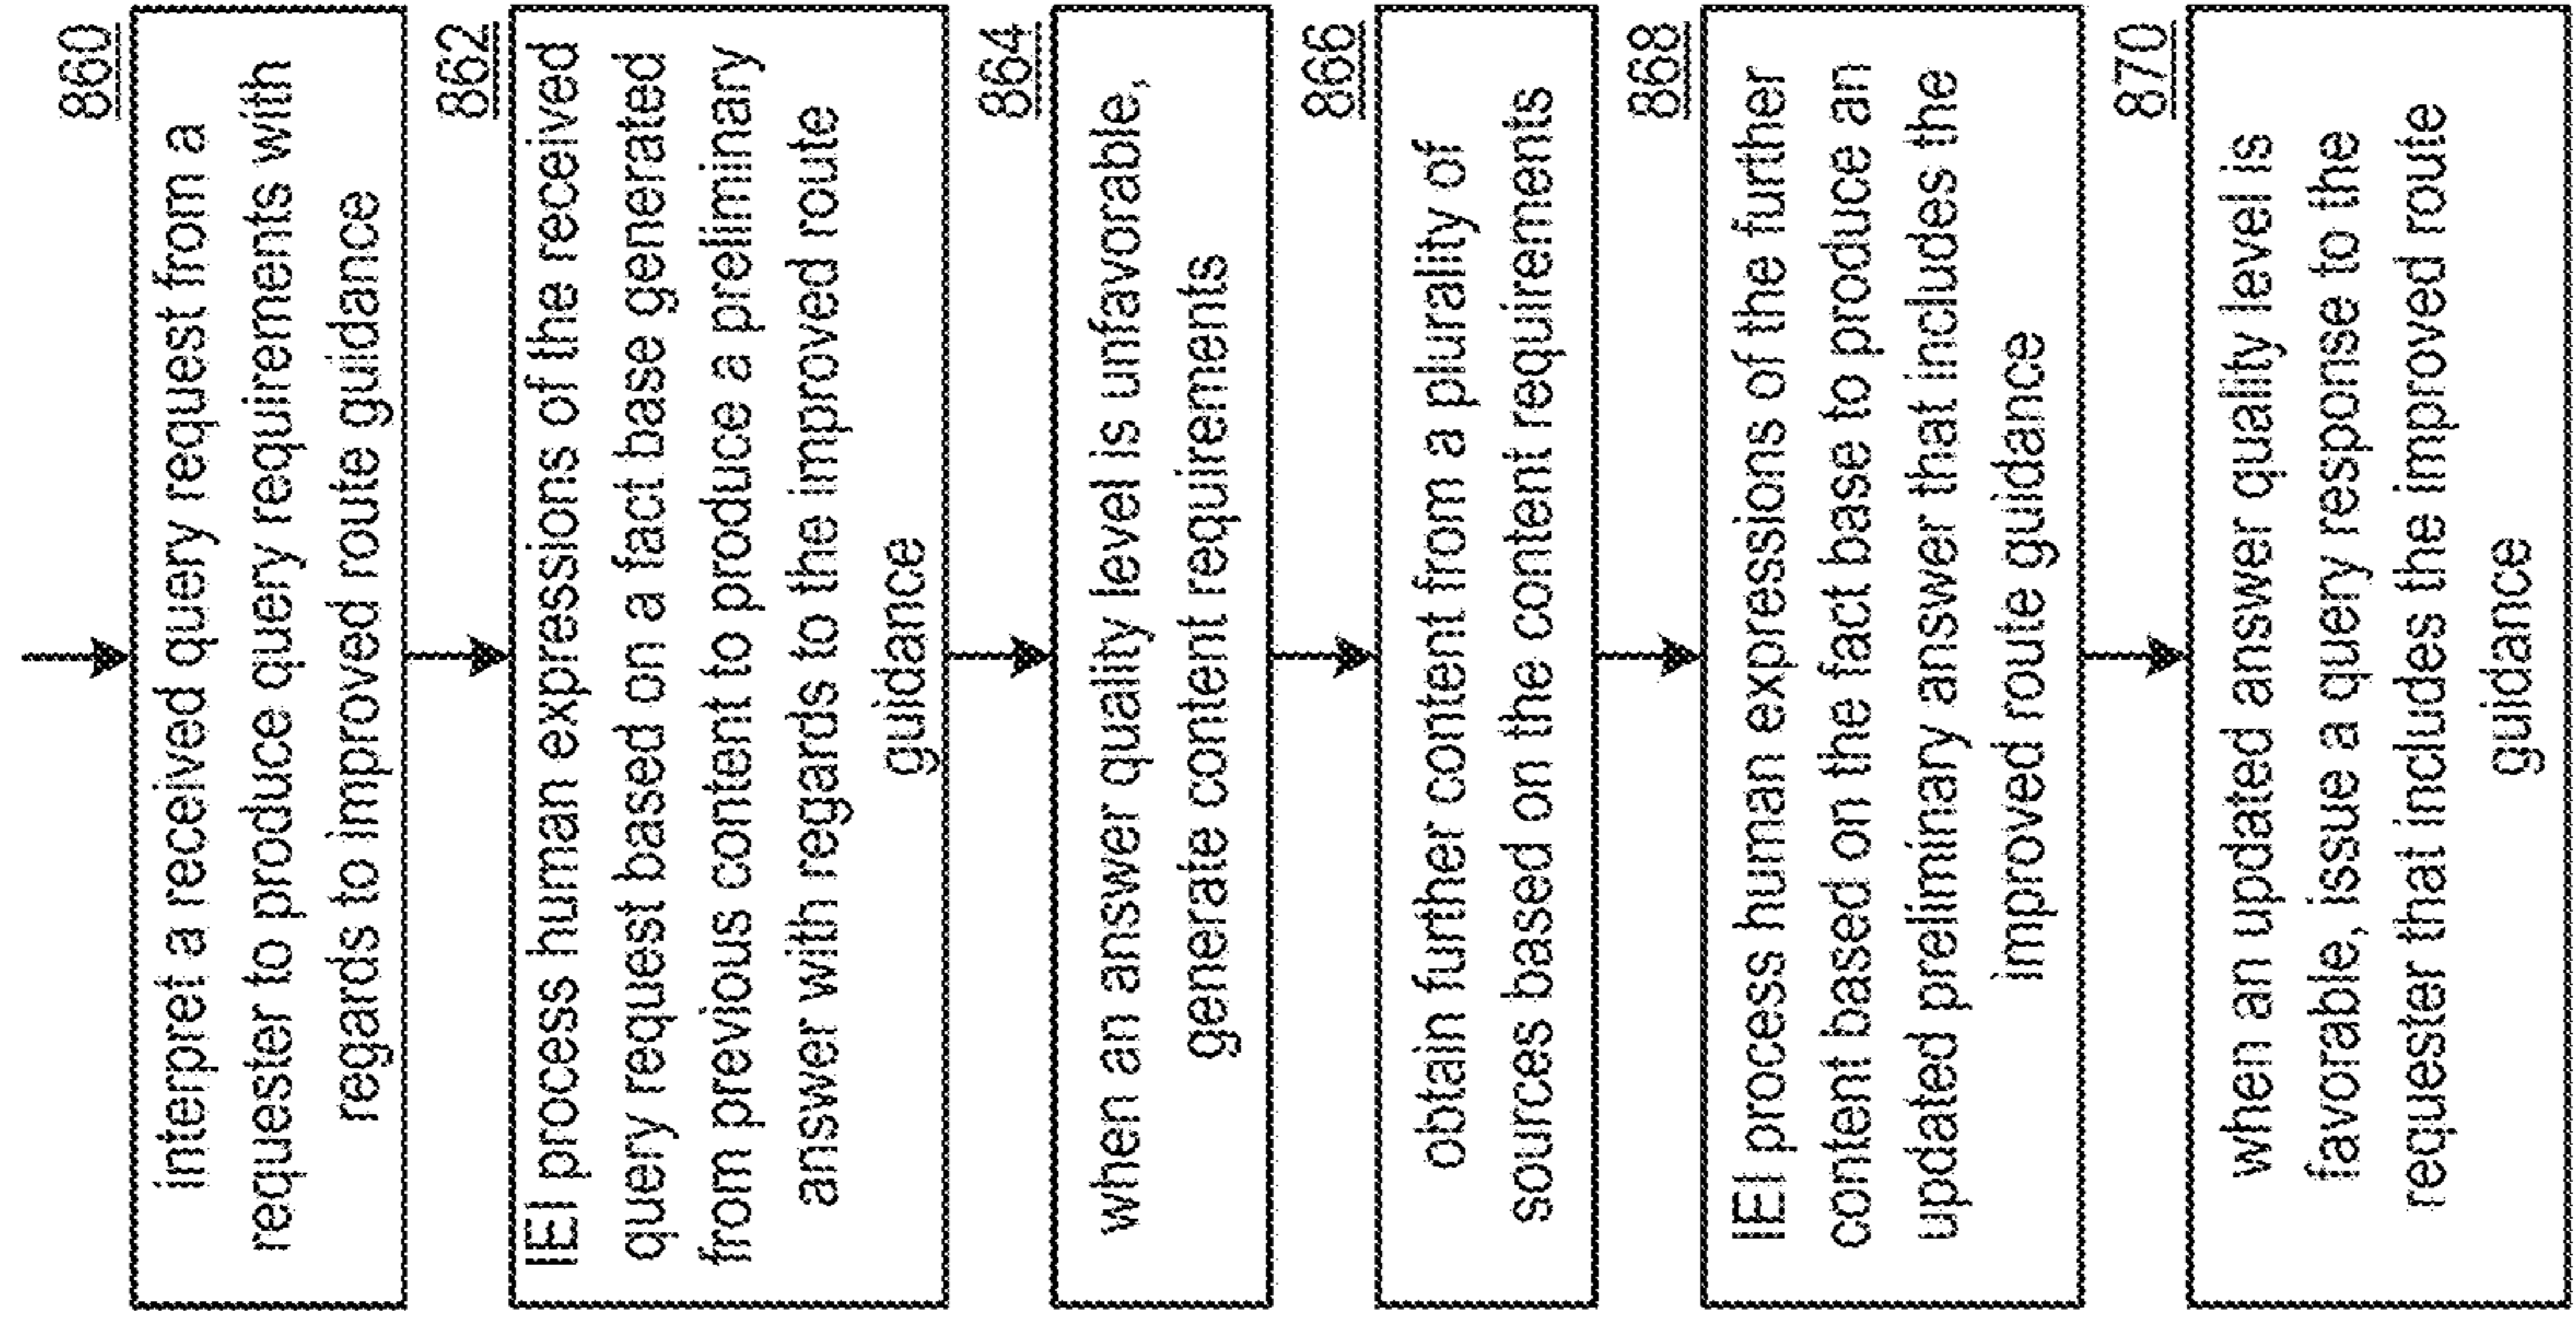 860
interpret a received query request from a
requester to produce query requirements with
regards to improved route guidance
862
IEI process human expressions of the received
query request based on a fact base generated
from previous content to produce a preliminary
answer with regards to the improved route
guidance
864
when an answer quality level is unfavorable,
generate content requirements
866
obtain further content from a plurality of
sources based on the content requirements
868
IEI process human expressions of the further
content based on the fact base to produce an
updated preliminary answer that includes the
improved route guidance
870
when an updated answer quality level is
favorable, issue a query response to the
requester that includes the improved route
guidance